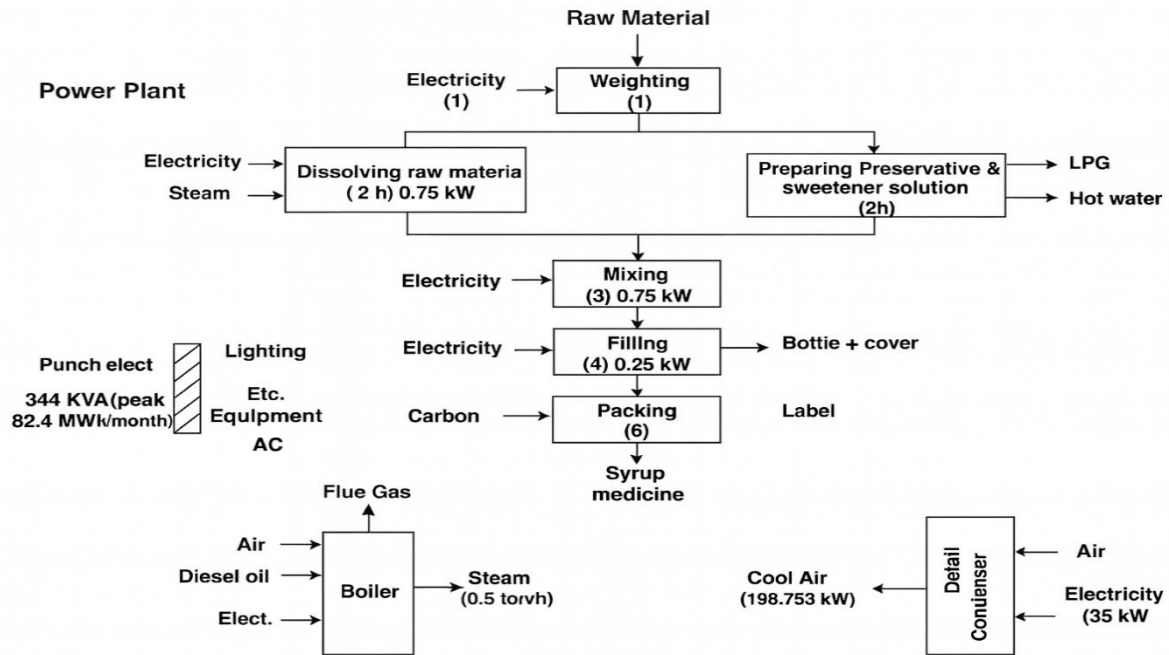 Raw Material
Power Plant
Electricity
(1)
Weighting
(1)
Electricity
Steam
Dissolving raw materia
( 2 h) 0.75 kW
Preparing Preservative &
sweetener solution
(2h)
LPG
Hot water
Electricity
Mixing
(3) 0.75 kW
Electricity
Filling
(4) 0.25 kW
Bottie + cover
Carbon
Packing
(6)
Label
Syrup
medicine
Punch elect
344 KVA(peak
82.4 MWk/month)
Lighting
Etc.
Equlpment
AC
Flue Gas
Air
Diesel oil
Elect.
Boiler
Steam
(0.5 torvh)
Cool Air
(198.753 kW)
Detail
Conuienser
Air
Electricity
(35 kW